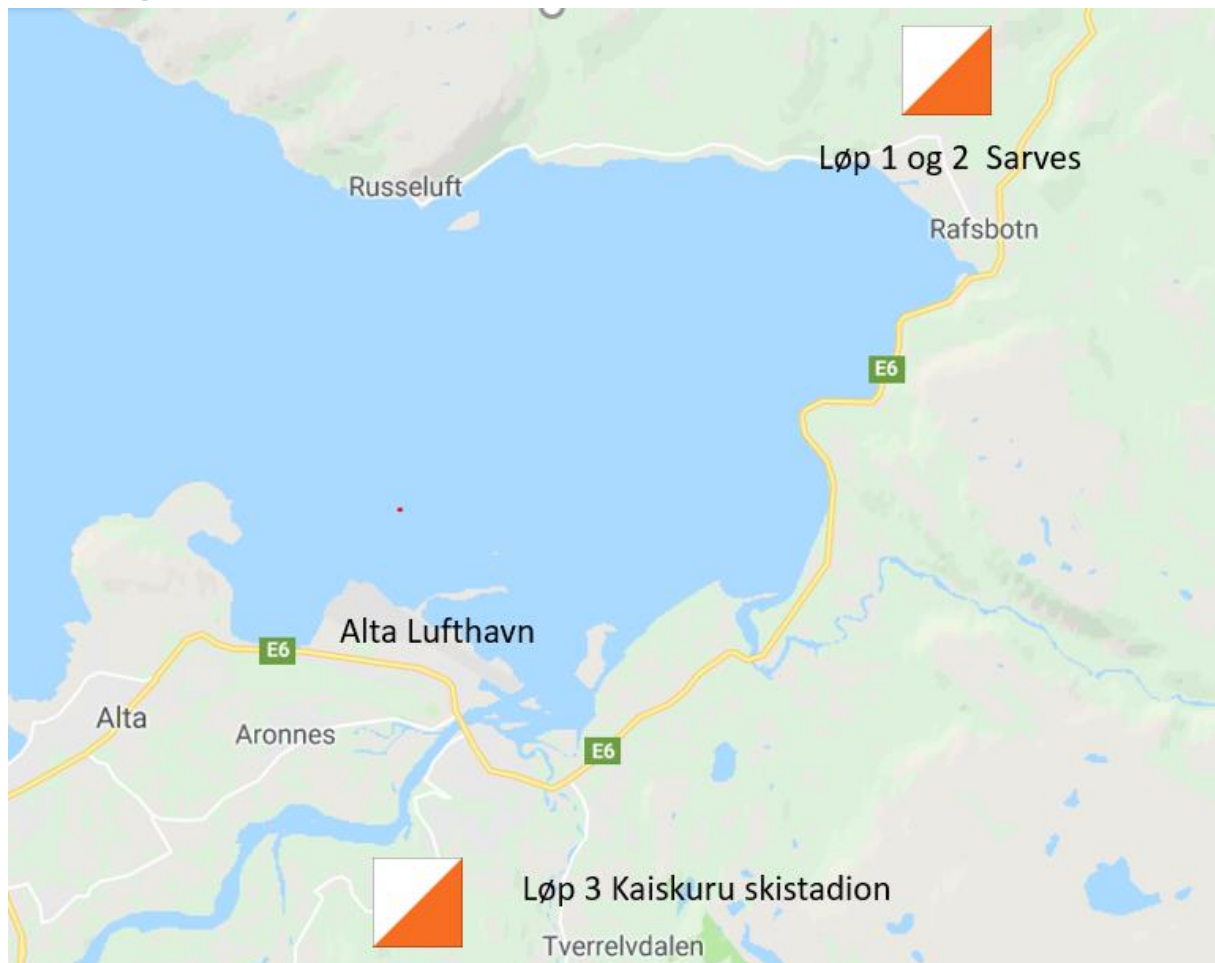 Løp 1 og 2 Sarves
Russeluft
Rafsbotn
E6
Alta Lufthavn
E6
Alta
Aronnes
E6
Løp 3 Kaiskuru skistadion
Tverrelvdalen